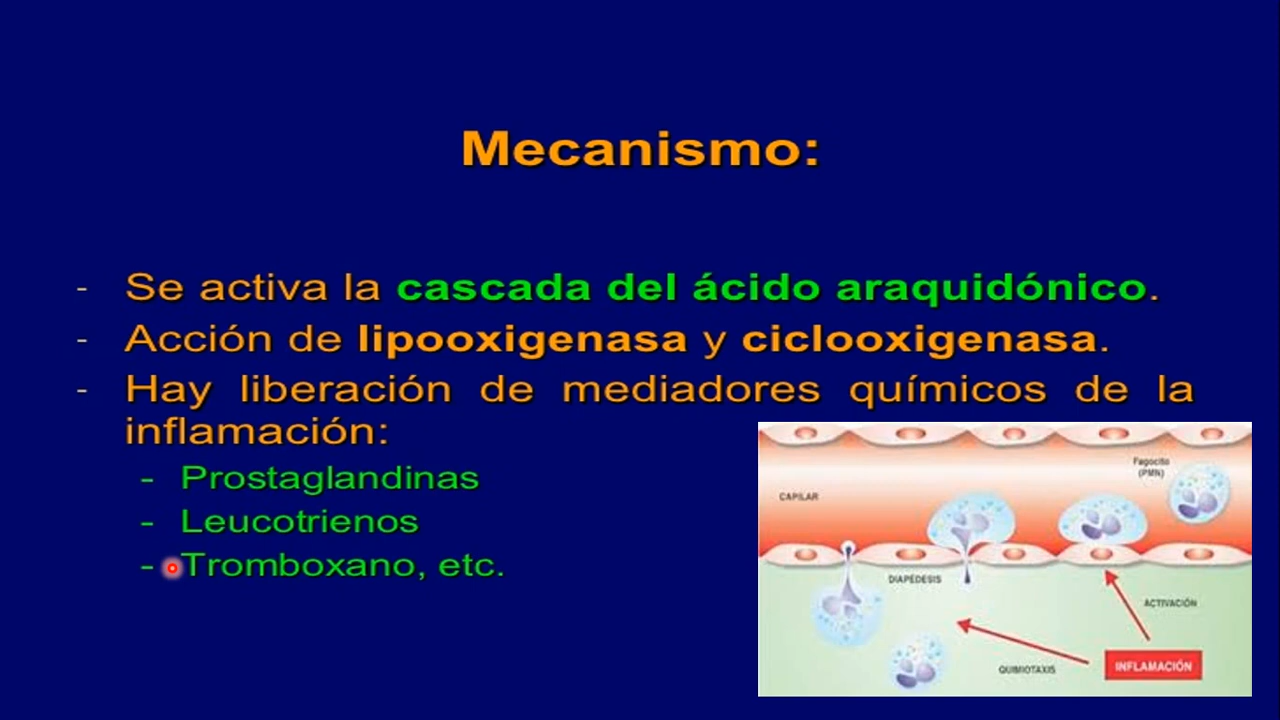 Mecanismo:
- Se activa la cascada del ácido araquidónico.
- Acción de lipooxigenasa y ciclooxigenasa.
- Hay liberación de mediadores químicos de la
inflamación:
- Prostaglandinas
- Leucotrienos
- Tromboxano, etc.
Fagocito
(PMN)
CAPILAR
DIAPÉDESIS
ACTIVACIÓN
QUIMIOTAXIS
INFLAMACIÓN